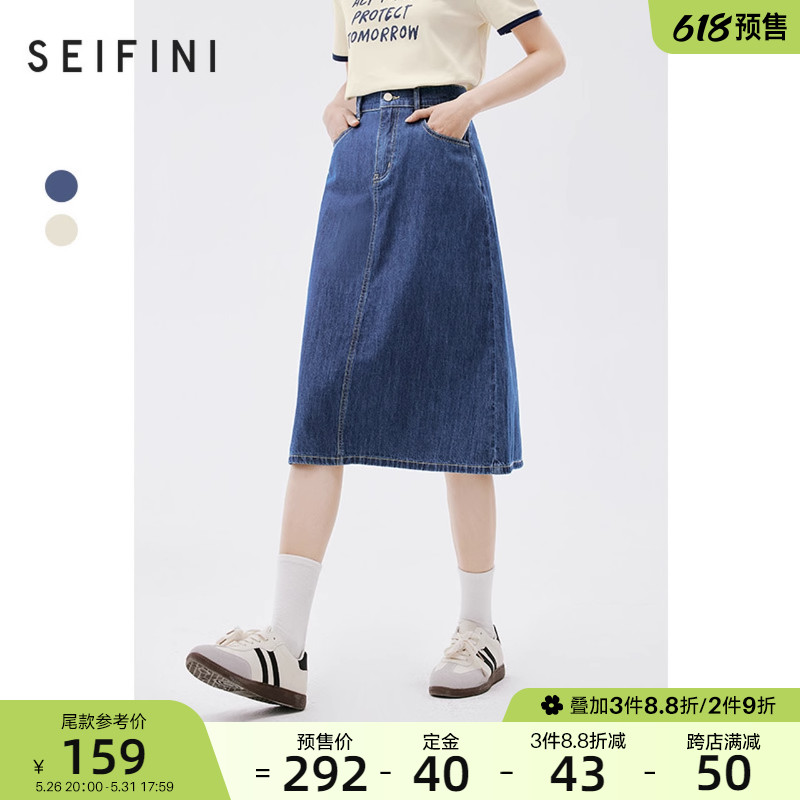 SEIFINI
618预售
PROTECT
TOMORROW
叠加3件8.8折/2件9折
尾款参考价
¥159
5.26 20:00-5.31 17:59
预售价 定金 3件8.8折减 跨店满减
=292-40-43-50